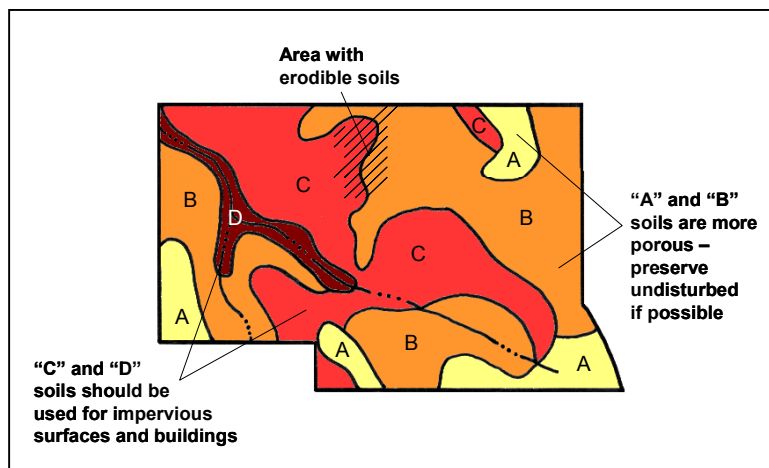 Area with
erodible soils
C
A
B
C
B
D
C
A
B
A
A
“A” and “B”
soils are more
porous –
preserve
undisturbed
if possible
“C” and “D”
soils should be
used for impervious
surfaces and buildings